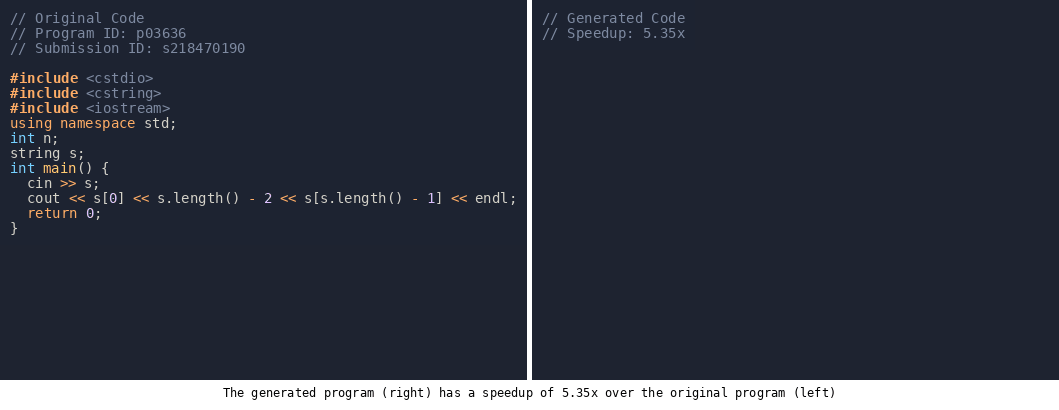 // Original Code
// Program ID: p03636
// Submission ID: s218470190
#include <cstdio>
#include <cstring>
#include <iostream>
using namespace std;
int n;
string s;
int main() {
  cin >> s;
  cout << s[0] << s.length() - 2 << s[s.length() - 1] << endl;
  return 0;
}
// Generated Code
// Speedup: 5.35x
The generated program (right) has a speedup of 5.35x over the original program (left)